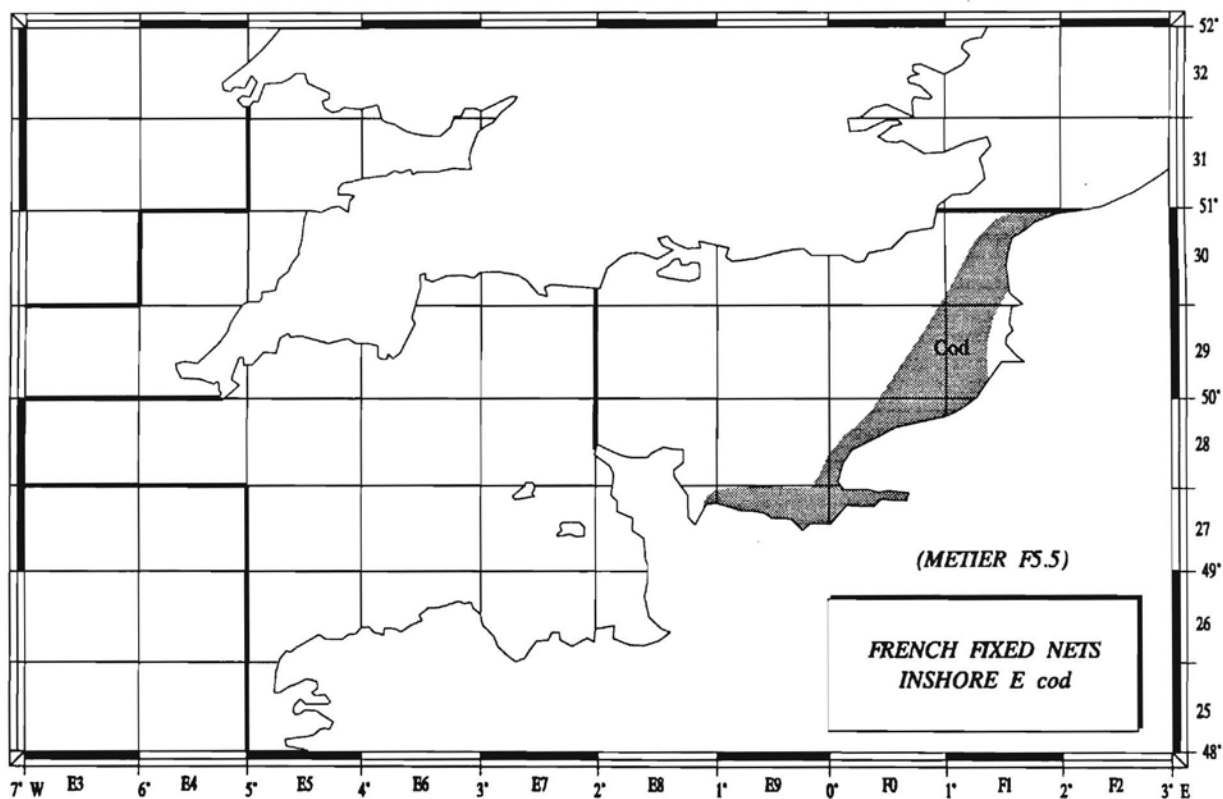 52°
32
31
51°
30
Cod
29
50°
28
27
(METIER F5.5)
49°
26
FRENCH FIXED NETS
INSHORE E cod
25
48°
7° W E3 6° E4 5° E5 4° E6 3° E7 2° E8 1° E9 0° F0 1° F1 2° F2 3° E